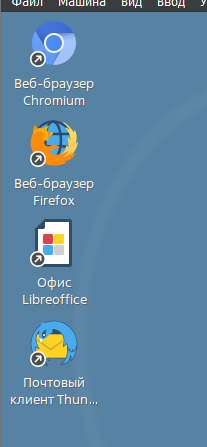 Файл Машина Вид Ввод
Веб-браузер
Chromium
Веб-браузер
Firefox
Офис
Libreoffice
Почтовый
клиент Thun...